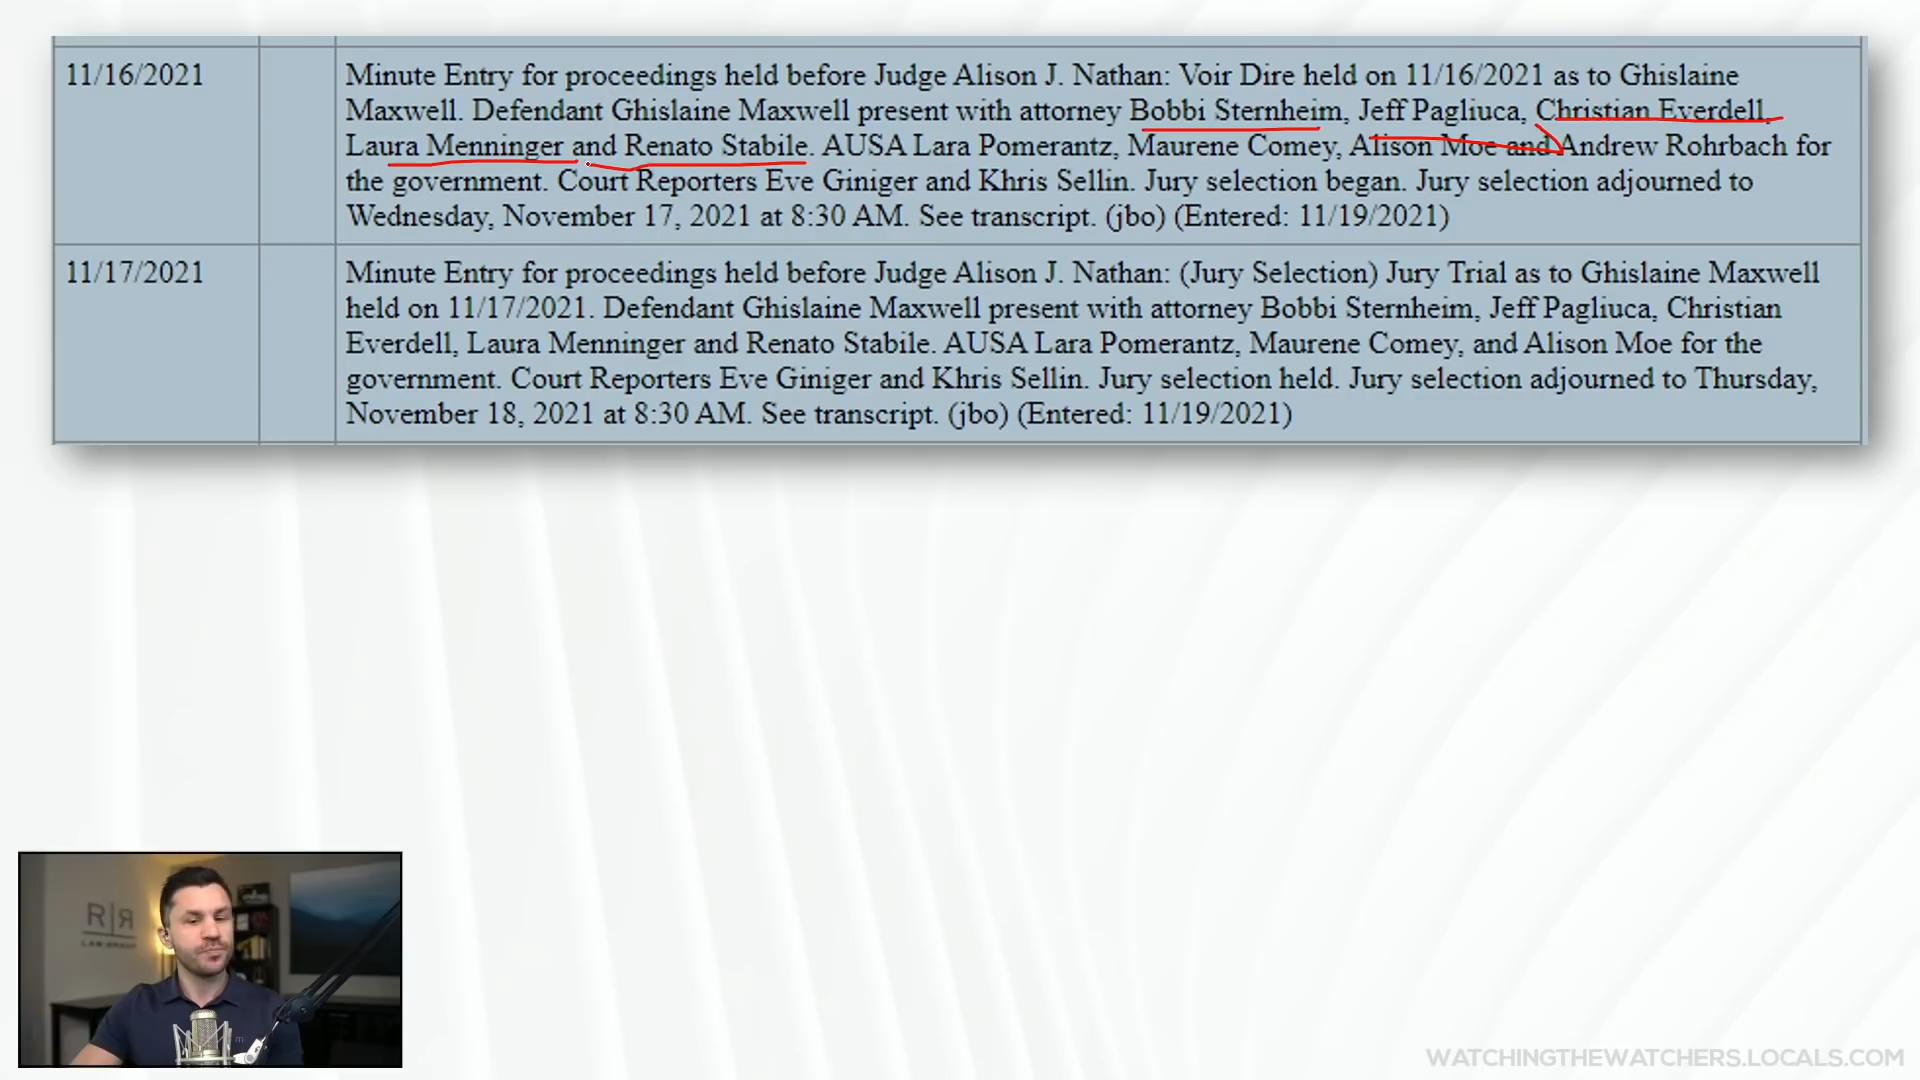 11/16/2021
Minute Entry for proceedings held before Judge Alison J. Nathan: Voir Dire held on 11/16/2021 as to Ghislaine
Maxwell. Defendant Ghislaine Maxwell present with attorney Bobbi Sternheim, Jeff Pagliuca, Christian Everdell,
Laura Menninger and Renato Stabile. AUSA Lara Pomerantz, Maurene Comey, Alison Moe and Andrew Rohrbach for
the government. Court Reporters Eve Giniger and Khris Sellin. Jury selection began. Jury selection adjourned to
Wednesday, November 17, 2021 at 8:30 AM. See transcript. (jbo) (Entered: 11/19/2021)
11/17/2021
Minute Entry for proceedings held before Judge Alison J. Nathan: (Jury Selection) Jury Trial as to Ghislaine Maxwell
held on 11/17/2021. Defendant Ghislaine Maxwell present with attorney Bobbi Sternheim, Jeff Pagliuca, Christian
Everdell, Laura Menninger and Renato Stabile. AUSA Lara Pomerantz, Maurene Comey, and Alison Moe for the
government. Court Reporters Eve Giniger and Khris Sellin. Jury selection held. Jury selection adjourned to Thursday,
November 18, 2021 at 8:30 AM. See transcript. (jbo) (Entered: 11/19/2021)
R|R
LAW GROUP
WATCHINGTHEWATCHERS.LOCALS.COM